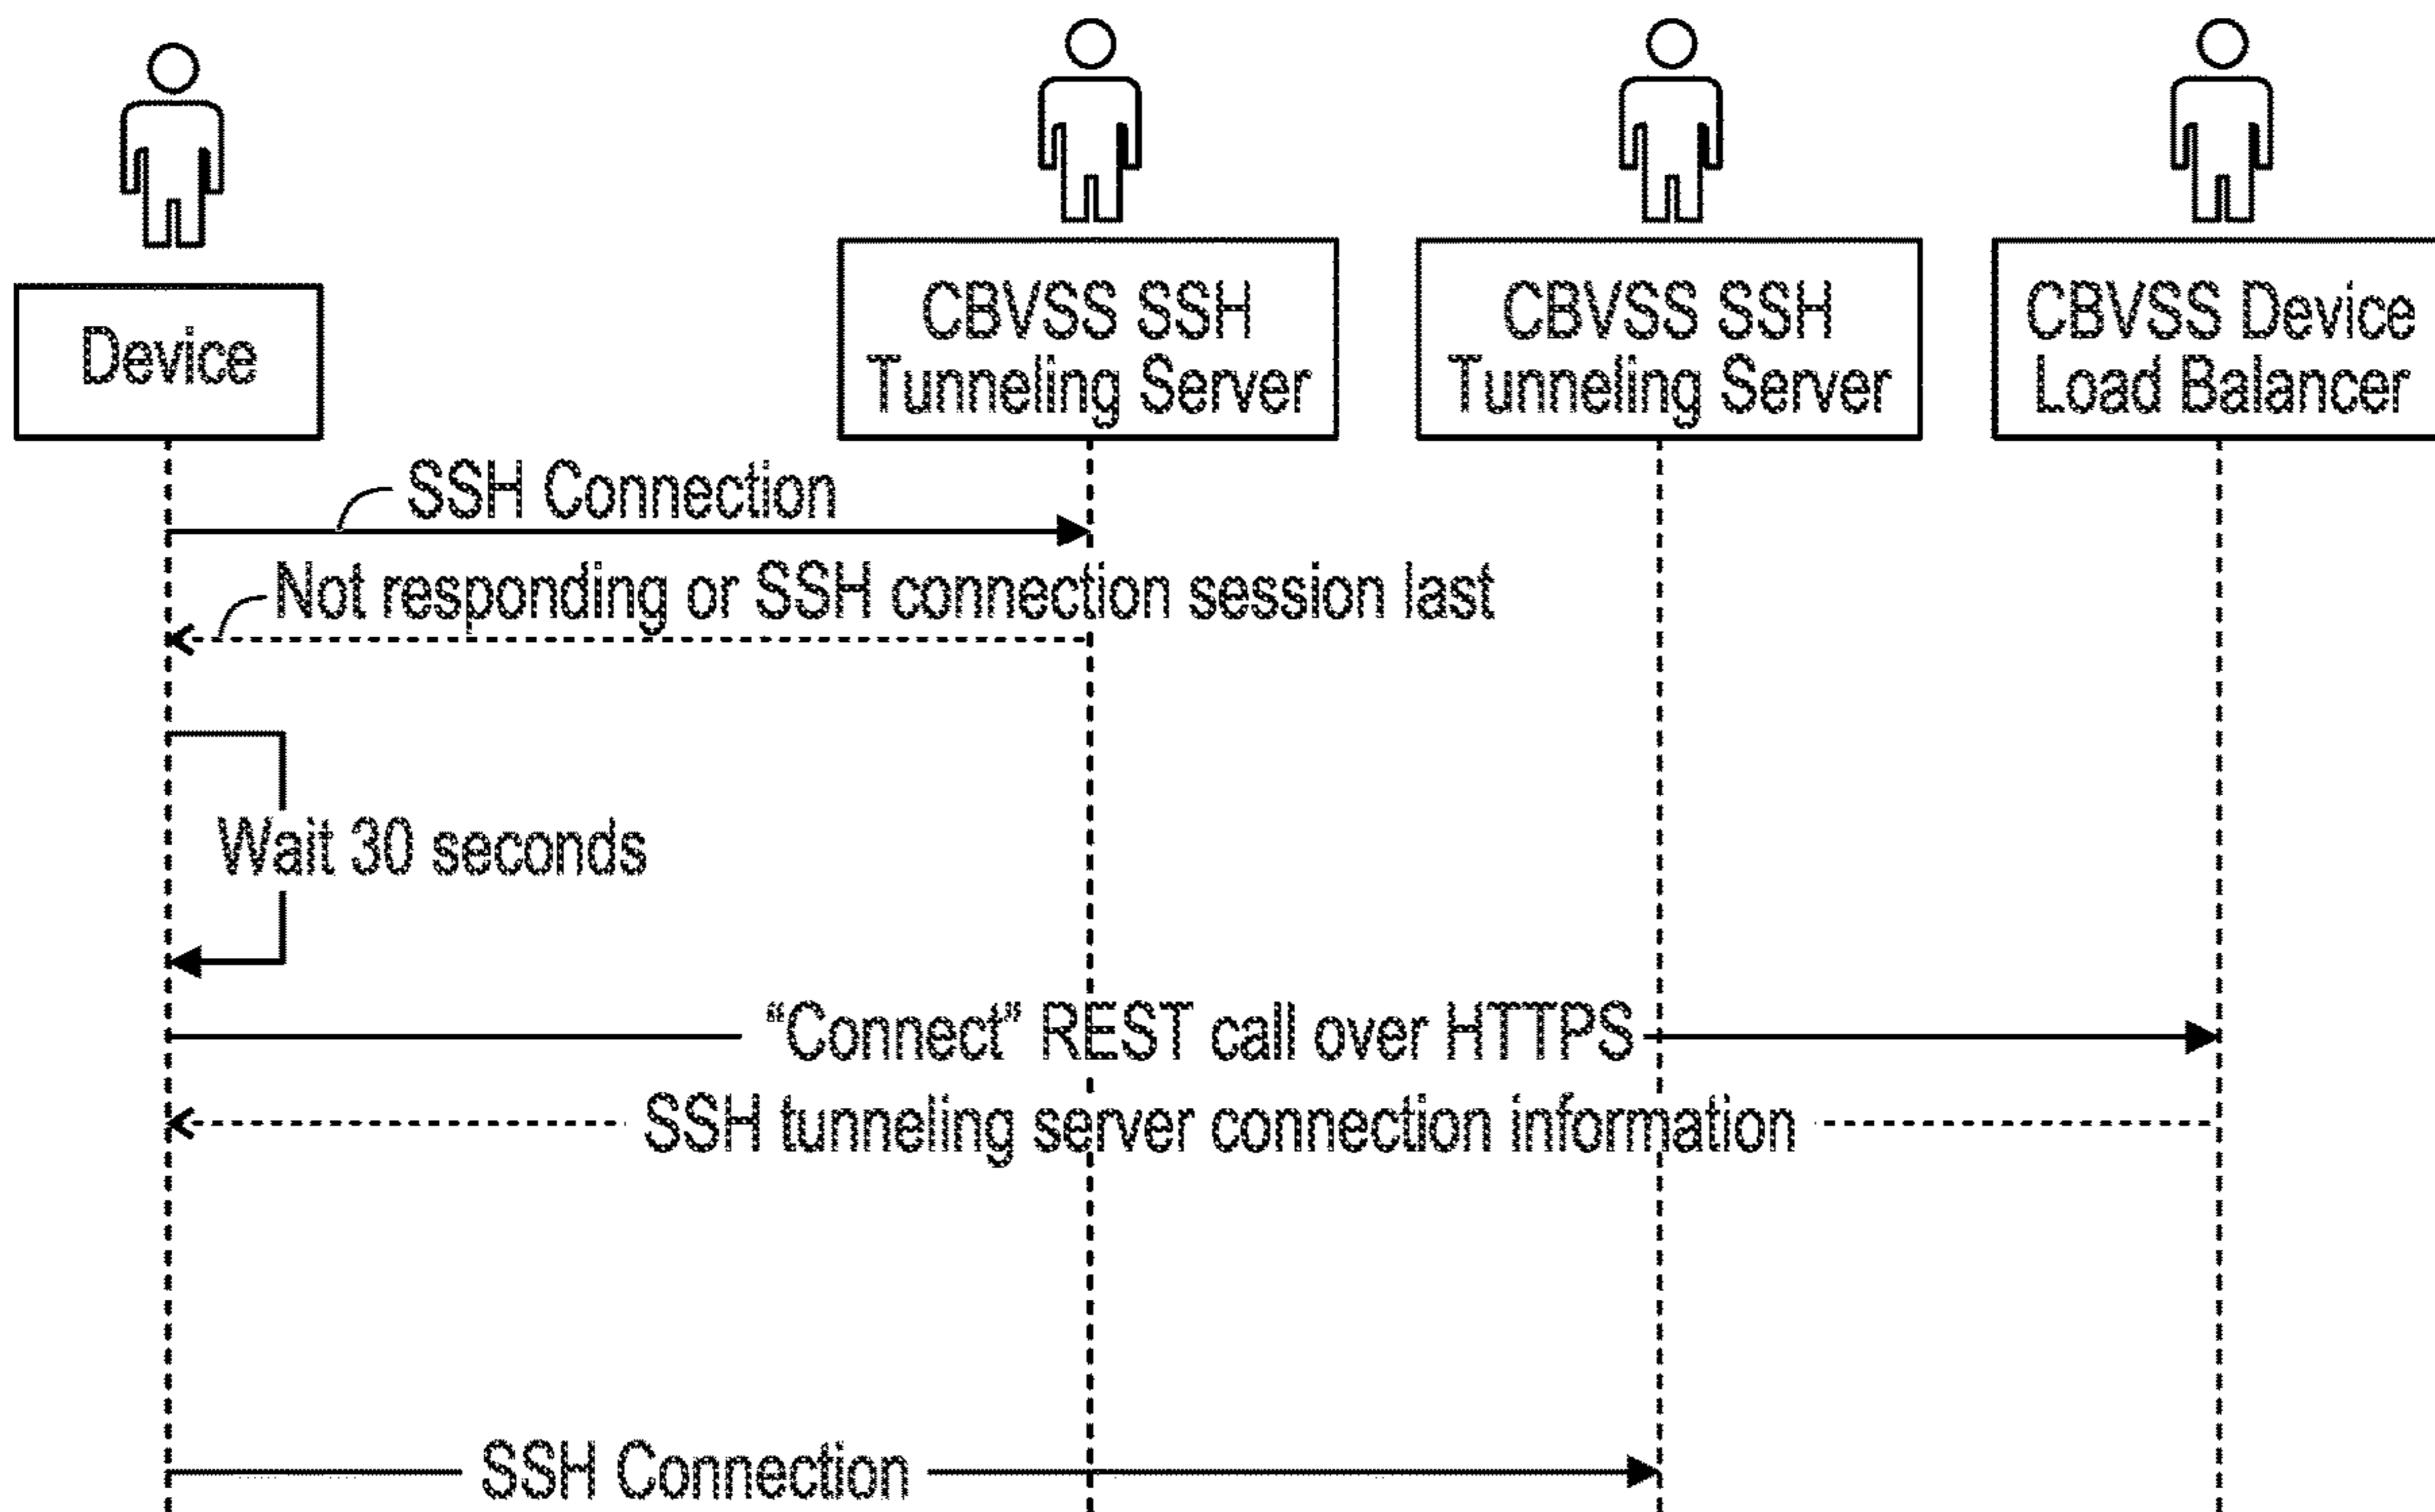 Device
CBVSS SSH
Tunneling Server
CBVSS SSH
Tunneling Server
CBVSS Device
Load Balancer
SSH Connection
Not responding or SSH connection session last
Wait 30 seconds
“Connect” REST call over HTTPS
SSH tunneling server connection information
SSH Connection